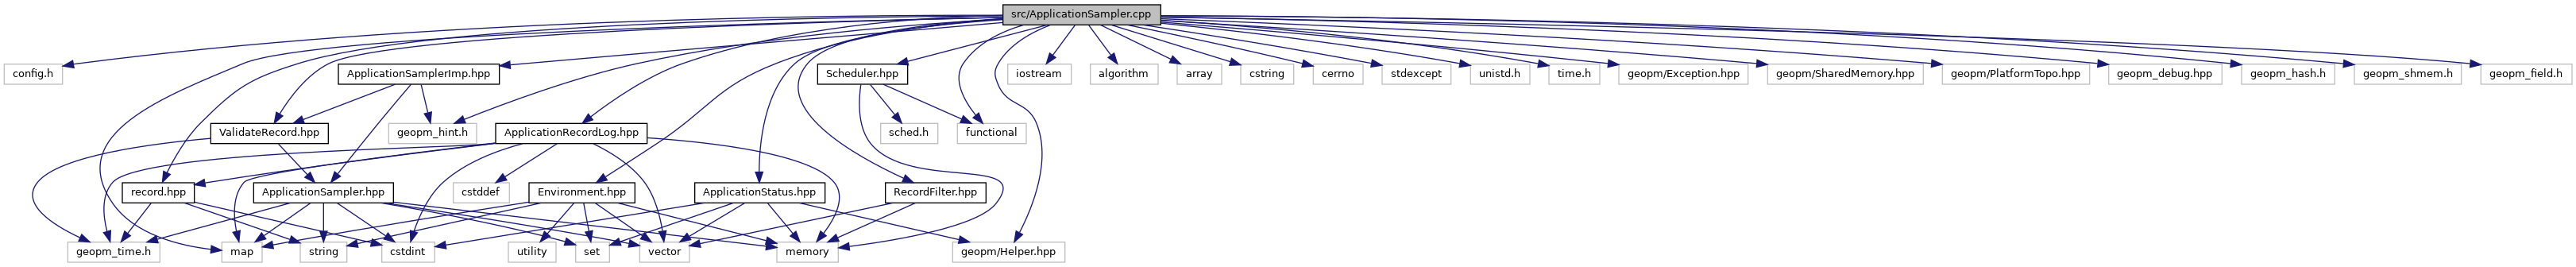 src/ApplicationSampler.cpp
config.h
ApplicationSamplerImp.hpp
Scheduler.hpp
iostream
algorithm
array
cstring
cerrno
stdexcept
unistd.h
time.h
geopm/Exception.hpp
geopm/SharedMemory.hpp
geopm/PlatformTopo.hpp
geopm_debug.hpp
geopm_hash.h
geopm_shmem.h
geopm_field.h
ValidateRecord.hpp
geopm_hint.h
ApplicationRecordLog.hpp
sched.h
functional
record.hpp
ApplicationSampler.hpp
cstddef
Environment.hpp
ApplicationStatus.hpp
RecordFilter.hpp
geopm_time.h
map
string
cstdint
utility
set
vector
memory
geopm/Helper.hpp